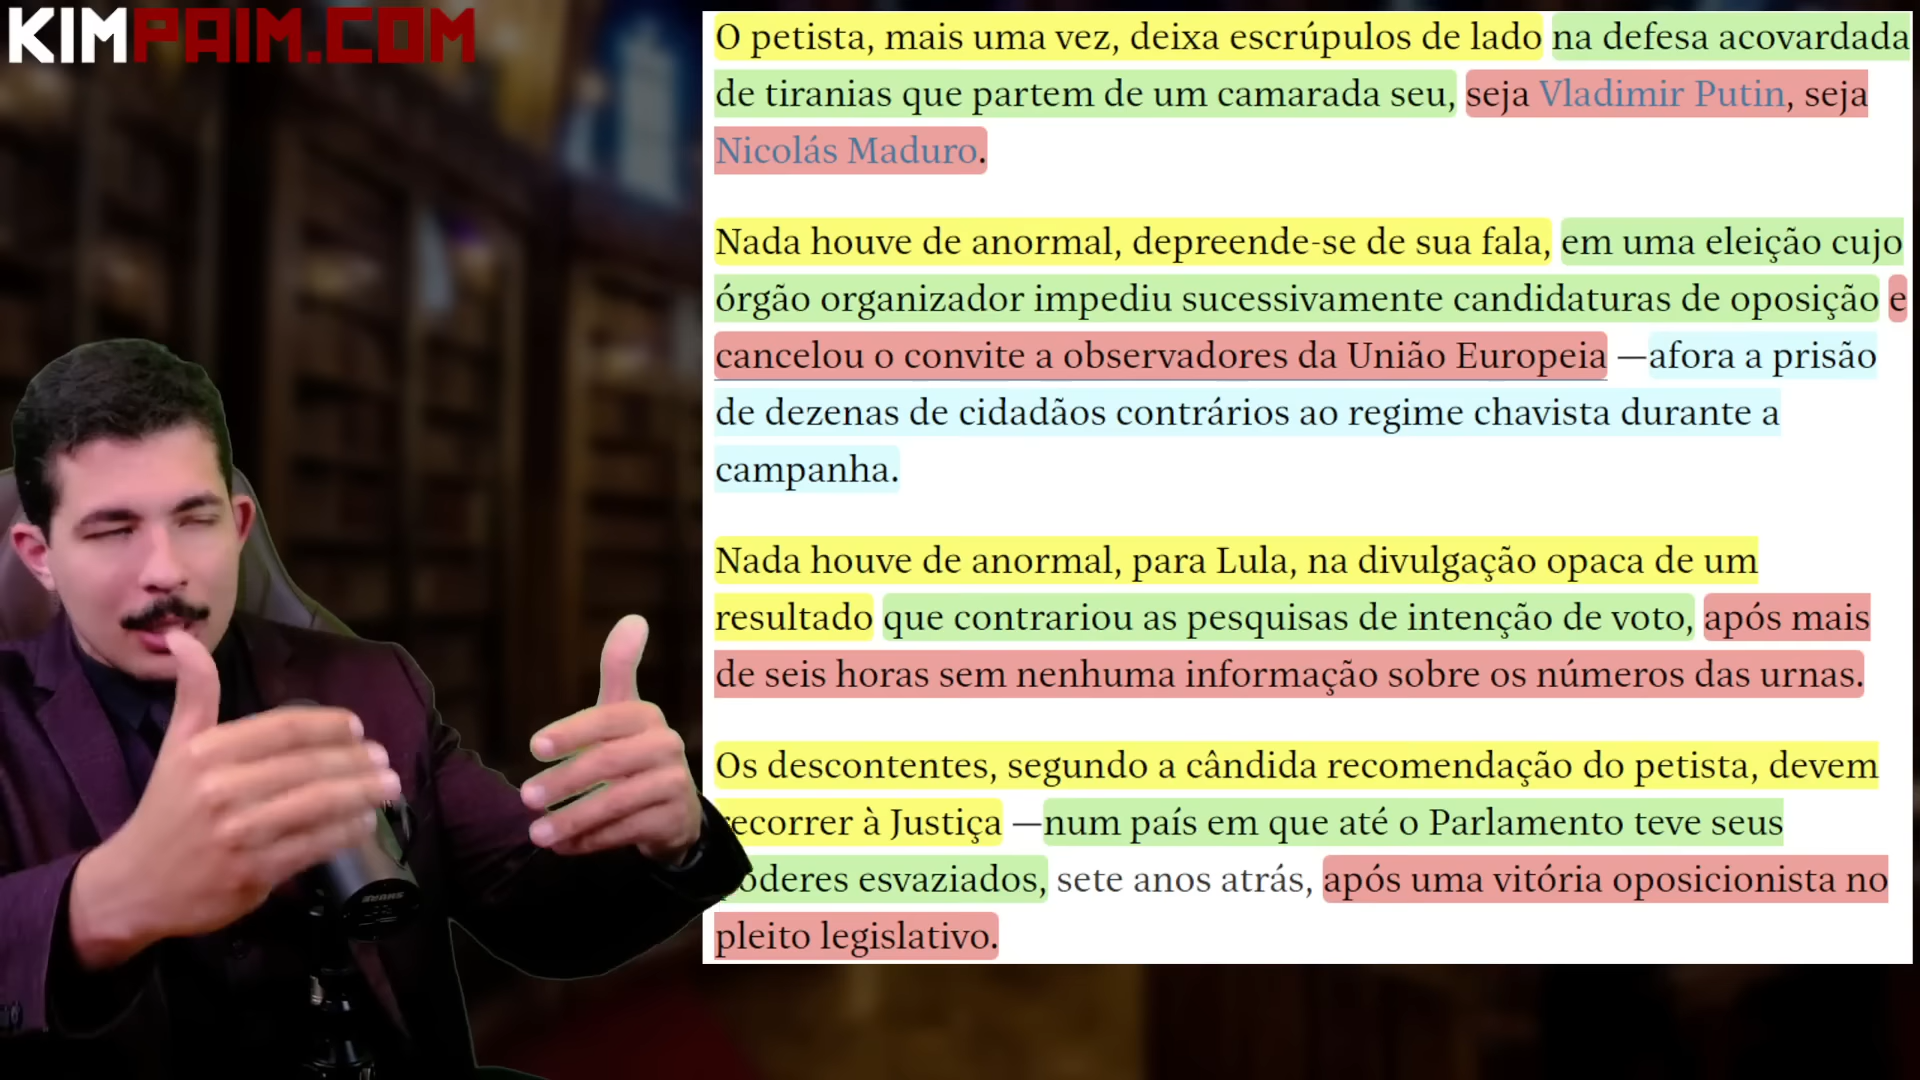 KIMPAIM.COM
O petista, mais uma vez, deixa escrúpulos de lado na defesa acovardada
de tiranias que partem de um camarada seu, seja Vladimir Putin, seja
Nicolás Maduro.
Nada houve de anormal, depreende-se de sua fala, em uma eleição cujo
órgão organizador impediu sucessivamente candidaturas de oposição e
cancelou o convite a observadores da União Europeia —afora a prisão
de dezenas de cidadãos contrários ao regime chavista durante a
campanha.
Nada houve de anormal, para Lula, na divulgação opaca de um
resultado que contrariou as pesquisas de intenção de voto, após mais
de seis horas sem nenhuma informação sobre os números das urnas.
Os descontentes, segundo a cândida recomendação do petista, devem
recorrer à Justiça —num país em que até o Parlamento teve seus
poderes esvaziados, sete anos atrás, após uma vitória oposicionista no
pleito legislativo.
SHURE